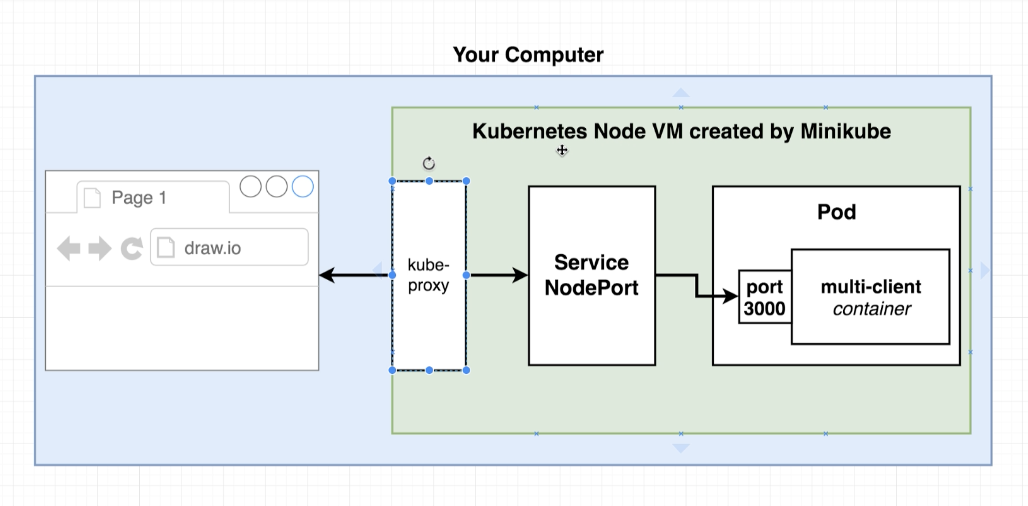 Your Computer
Kubernetes Node VM created by Minikube
Page 1
draw.io
kube-
proxy
Service
NodePort
Pod
port
3000
multi-client
container